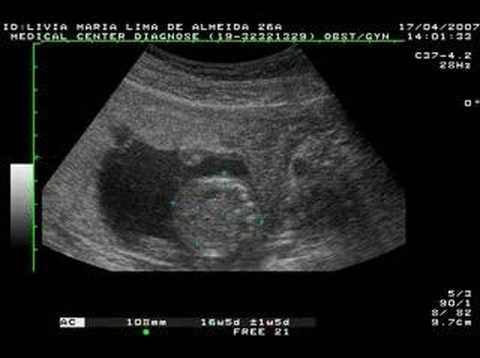 ID:LIVIA MARIA LIMA DE ALMEIDA 26A 17/04/2007
MEDICAL CENTER DIAGNOSE (19-32321329) OBST/GYN 14:01:33
C37-4.2
28Hz
0°
5/3
90/1
8/ 82
9.7cm
AC 108mm 16w5d ±1w5d
FREE 21